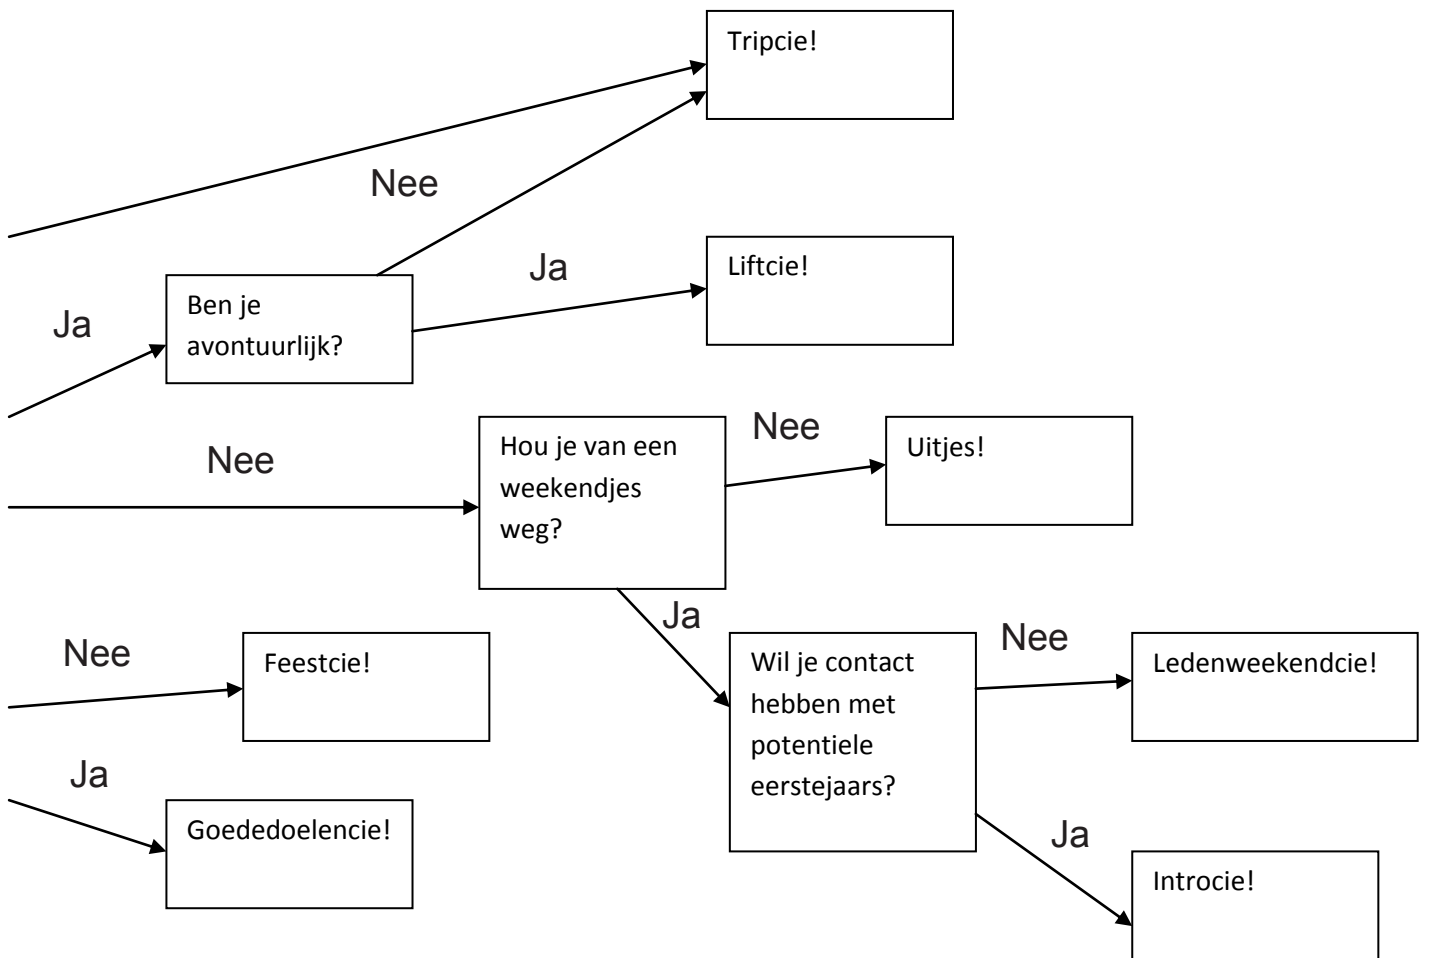 Tripcie!
Nee
Ja
Liftcie!
Ja
Ben je
avontuurlijk?
Nee
Hou je van een
weekendjes
weg?
Nee
Uitjes!
Ja
Nee
Feestcie!
Wil je contact
hebben met
potentiele
eerstejaars?
Nee
Ledenweekendcie!
Ja
Goededoelencie!
Ja
Introcie!